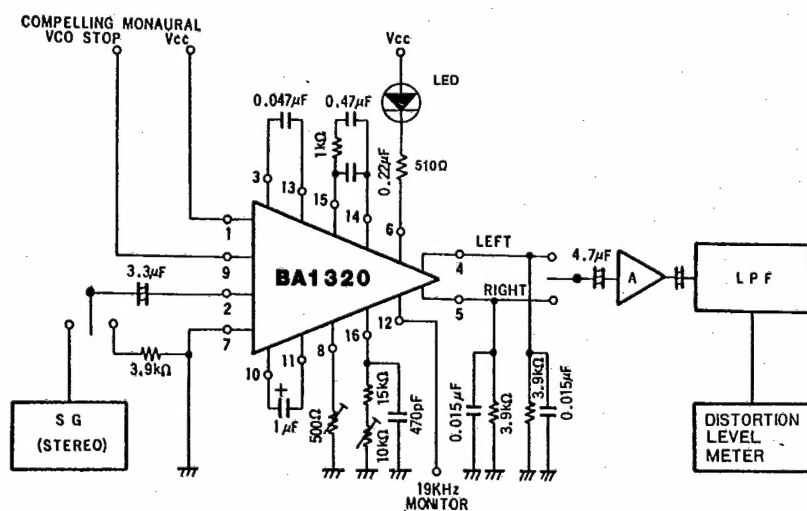 COMPELLING MONAURAL
VCO STOP
Vcc
Vcc
LED
0.047μF
0.47μF
1kΩ
0.22μF
510Ω
3
13
15
14
6
1
9
2
7
3.3μF
BA1320
4
LEFT
5
RIGHT
12
4.7μF
A
LPF
3.9kΩ
10
11
8
16
+
1μF
500Ω
15kΩ
10kΩ
470pF
0.015μF
3.9kΩ
3.9kΩ
0.015μF
SG
(STEREO)
19KHz
MONITOR
DISTORTION
LEVEL
METER